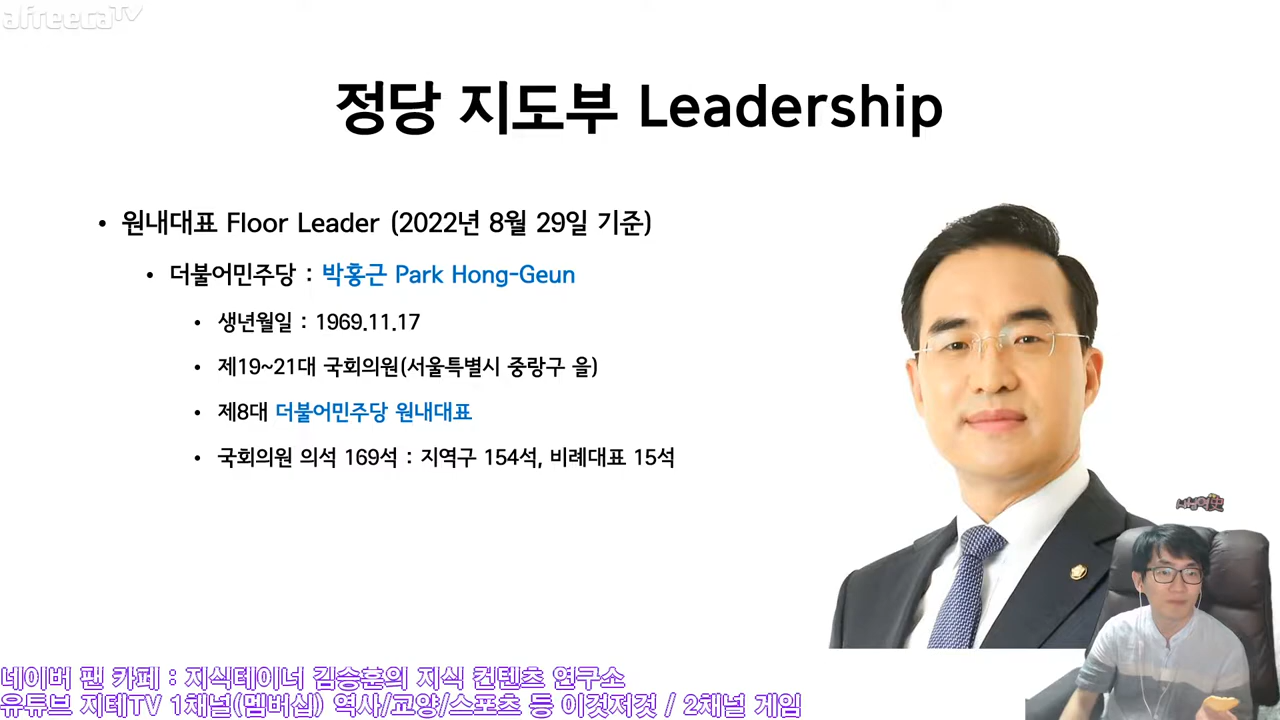 afreecaTV
정당 지도부 Leadership
• 원내대표 Floor Leader (2022년 8월 29일 기준)
• 더불어민주당 : 박홍근 Park Hong-Geun
• 생년월일 : 1969.11.17
• 제19~21대 국회의원(서울특별시 중랑구 을)
• 제8대 더불어민주당 원내대표
• 국회의원 의석 169석 : 지역구 154석, 비례대표 15석
네이버 팬 카페 : 지식테이너 김승훈의 지식 컨텐츠 연구소
유튜브 지테TV 1채널(멤버십) 역사/교양/스포츠 등 이것저것 / 2채널 게임